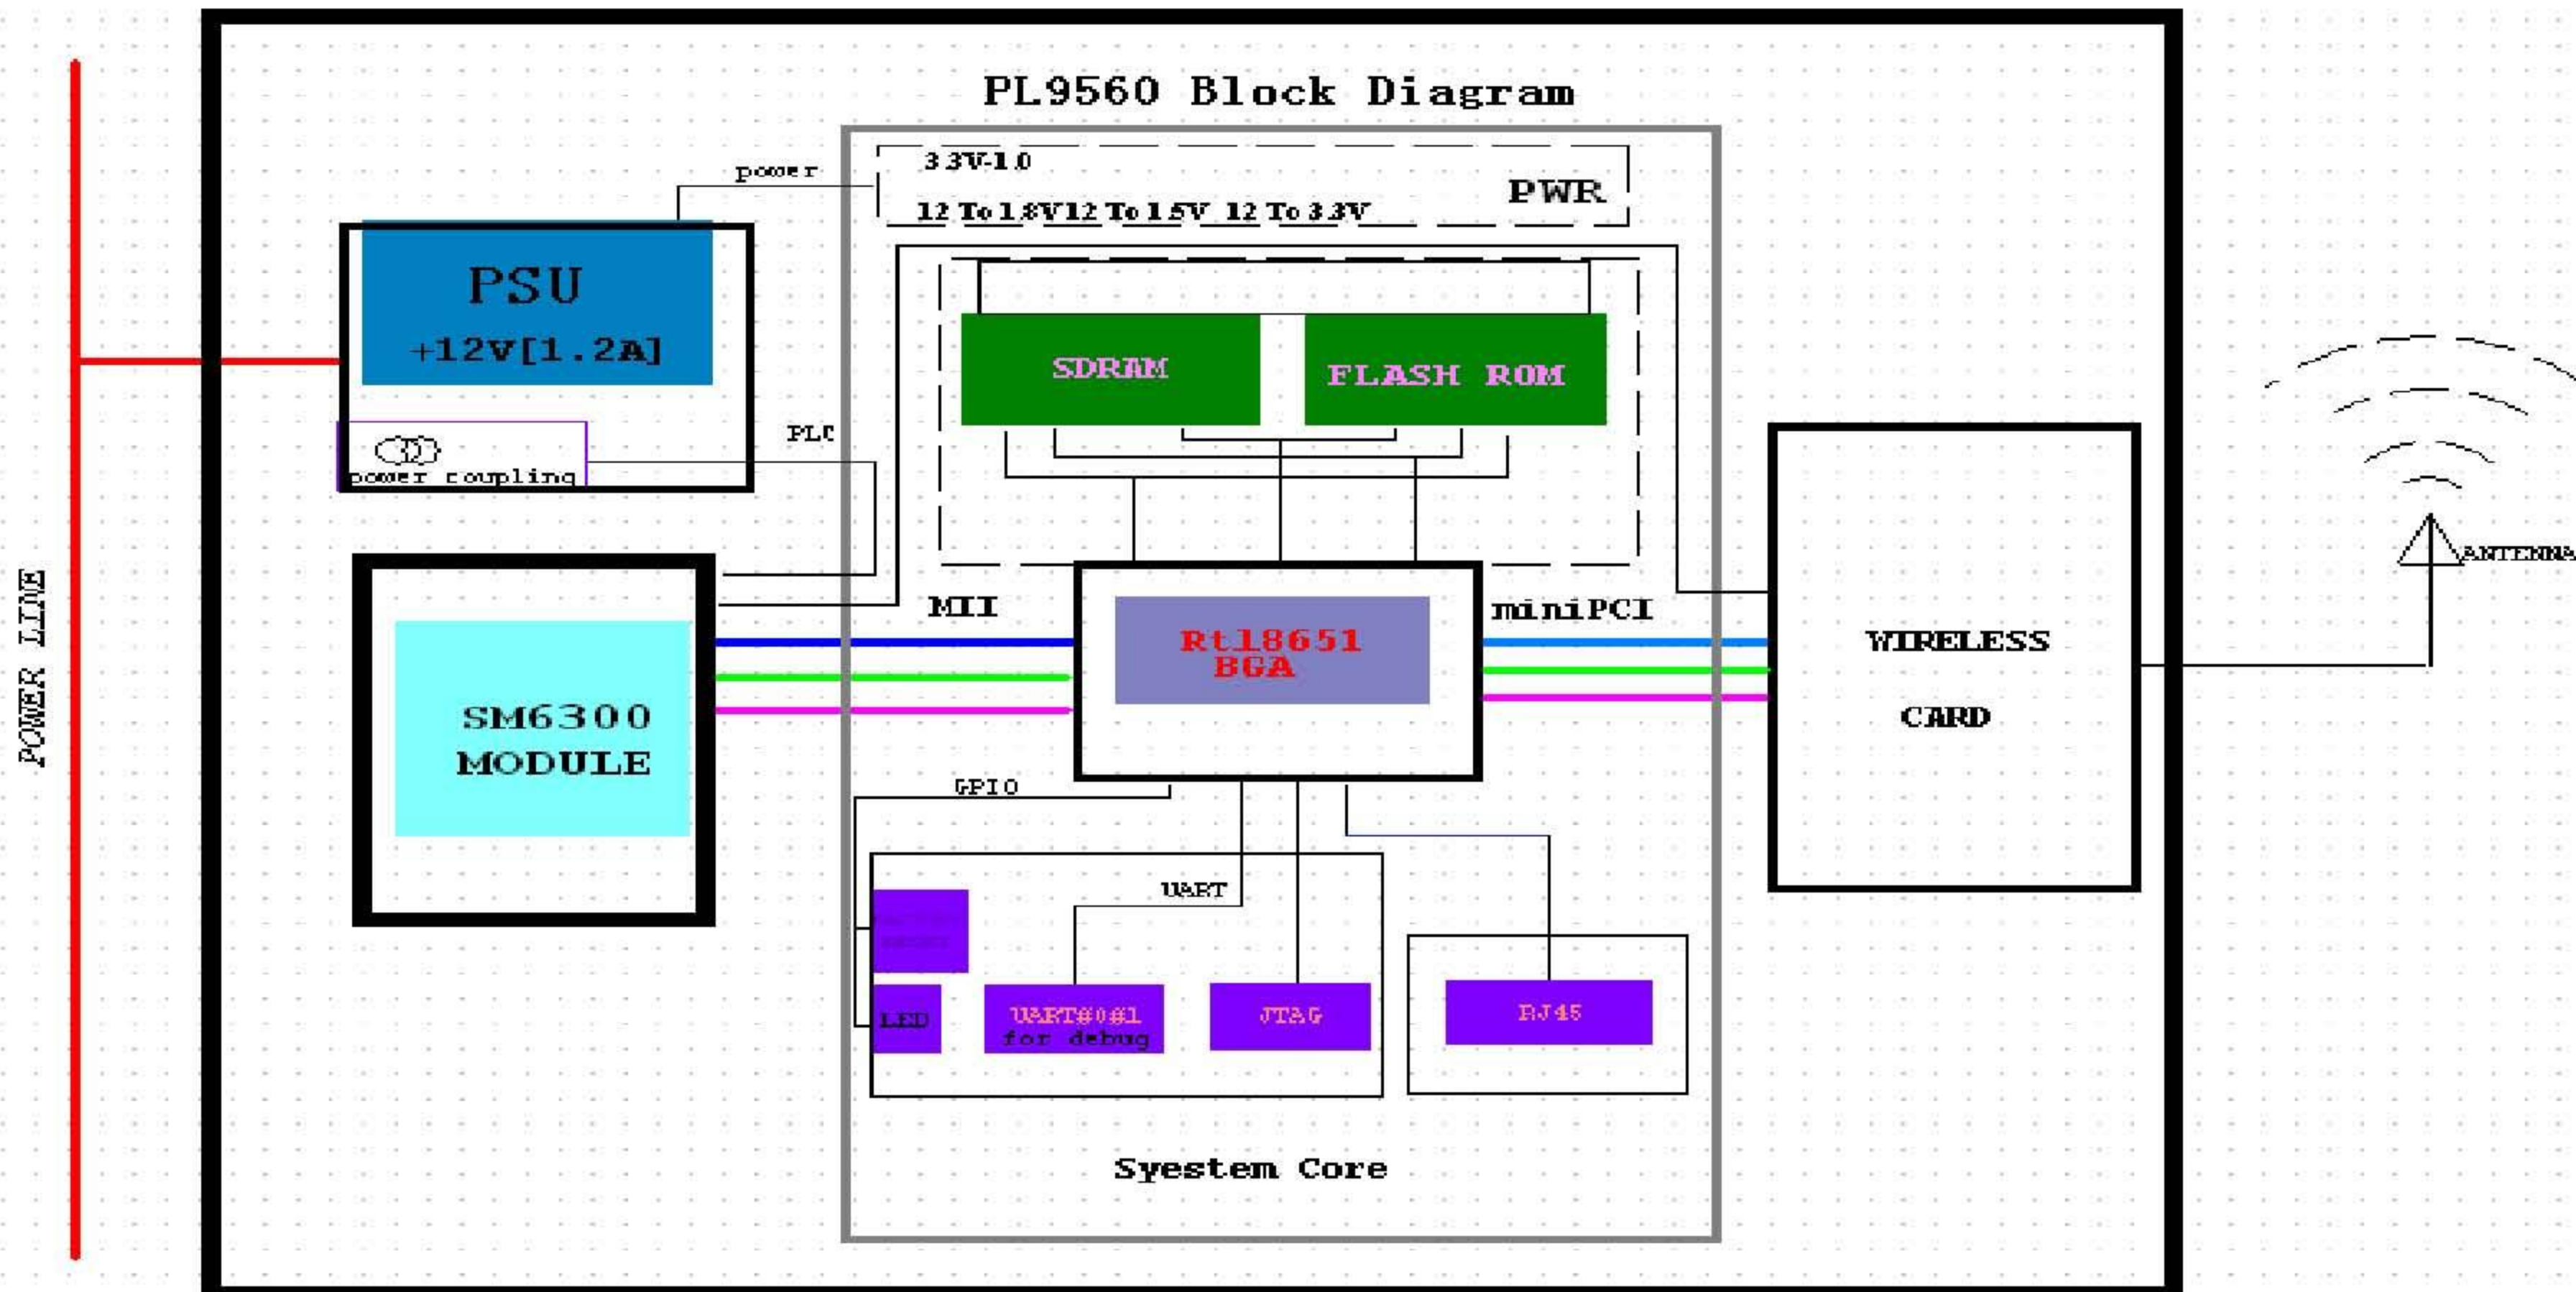 PL9560 Block Diagram
3.3V-1.0
power
PWR
12 To 1.8V 12 To 1.5V 12 To 3.3V
PSU
+12V[1.2A]
SDRAM
FLASH ROM
PLC
power coupling
ANTENNA
POWER LINE
MII
miniPCI
Rtl8651
BGA
WIRELESS
CARD
SM6300
MODULE
GPIO
UART
LED
UART#0#1
for debug
JTAG
RJ45
Syestem Core